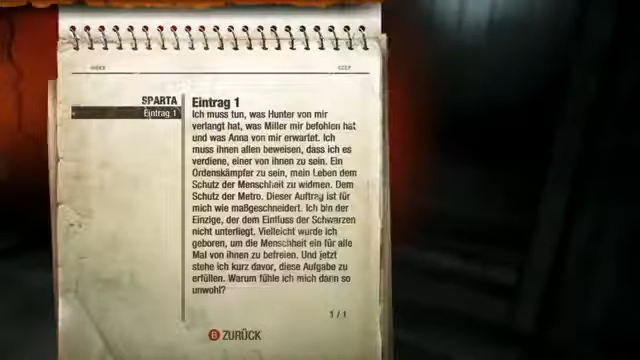 SPARTA
Eintrag 1
Eintrag 1
Ich muss tun, was Hunter von mir
verlangt hat, was Miller mir befohlen hat
und was Anna von mir erwartet. Ich
muss ihnen allen beweisen, dass ich es
verdiene, einer von ihnen zu sein. Ein
Ordenskämpfer zu sein, mein Leben dem
Schutz der Menschheit zu widmen. Dem
Schutz der Metro. Dieser Auftrag ist für
mich wie maßgeschneidert. Ich bin der
Einzige, der dem Einfluss der Schwarzen
nicht unterliegt. Vielleicht wurde ich
geboren, um die Menschheit ein für alle
Mal von ihnen zu befreien. Und jetzt
stehe ich kurz davor, diese Aufgabe zu
erfüllen. Warum fühle ich mich dann so
unwohl?
1 / 1
B ZURÜCK